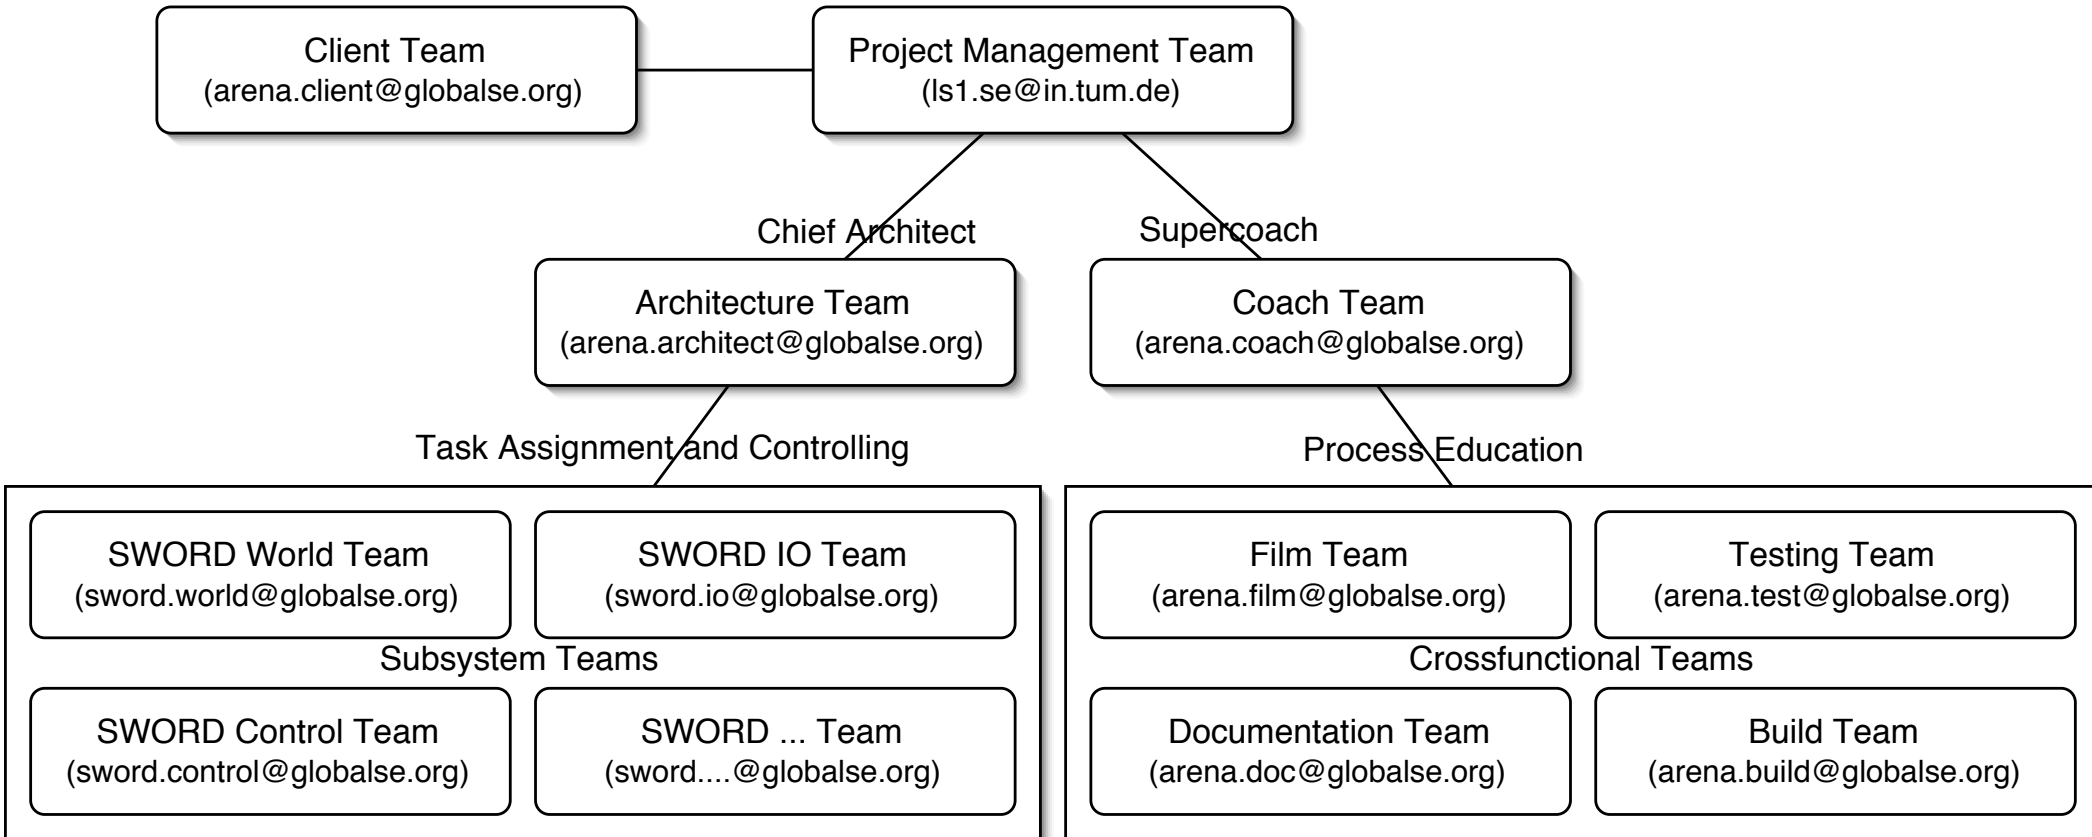 Client Team
(arena.client@globalse.org)
Project Management Team
(ls1.se@in.tum.de)
Chief Architect
Supercoach
Architecture Team
(arena.architect@globalse.org)
Coach Team
(arena.coach@globalse.org)
Task Assignment and Controlling
Process Education
SWORD World Team
(sword.world@globalse.org)
SWORD IO Team
(sword.io@globalse.org)
Subsystem Teams
SWORD Control Team
(sword.control@globalse.org)
SWORD ... Team
(sword....@globalse.org)
Film Team
(arena.film@globalse.org)
Testing Team
(arena.test@globalse.org)
Crossfunctional Teams
Documentation Team
(arena.doc@globalse.org)
Build Team
(arena.build@globalse.org)